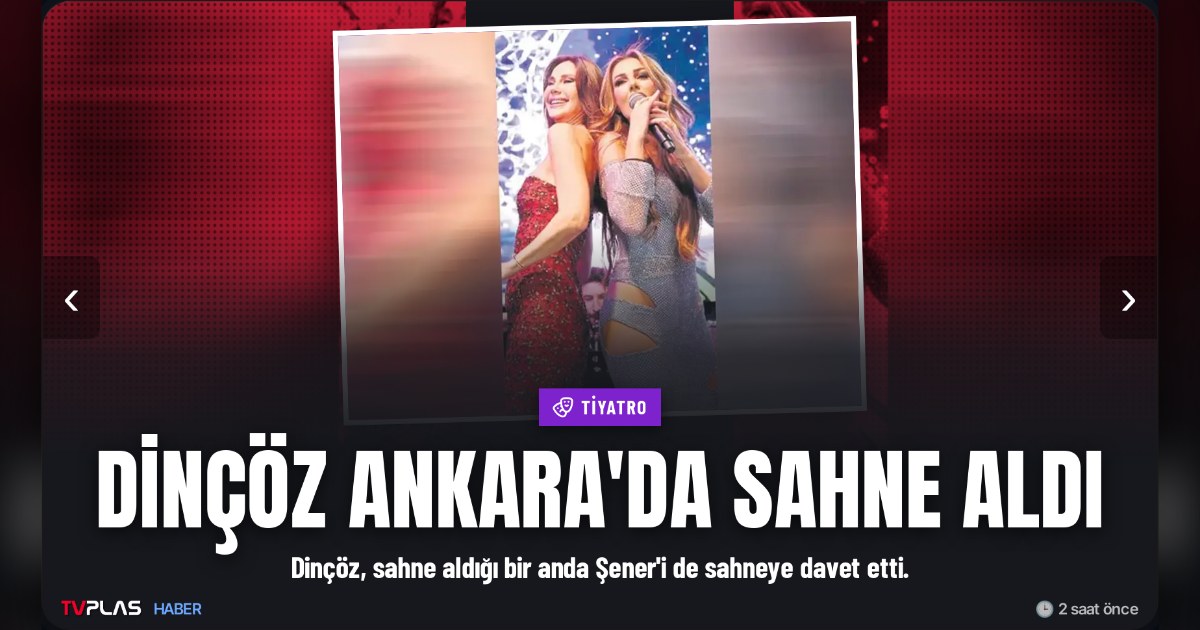 TİYATRO
DİNÇÖZ ANKARA'DA SAHNE ALDI
Dinçöz, sahne aldığı bir anda Şener'i de sahneye davet etti.
TVPLAS HABER
2 saat önce